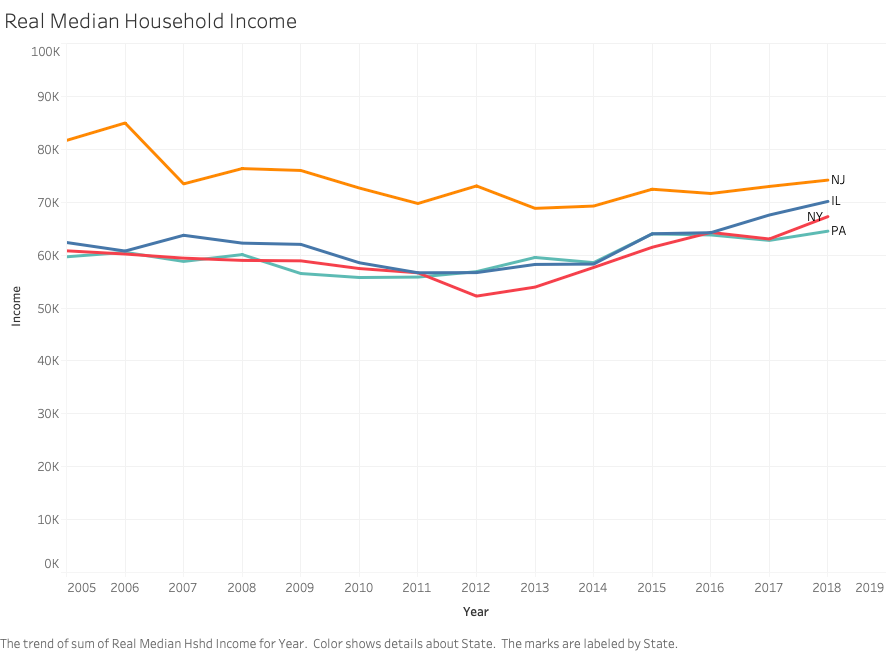 Real Median Household Income
100K
90K
80K
70K
60K
50K
40K
30K
20K
10K
0K
Income
NJ
IL
NY
PA
2005 2006 2007 2008 2009 2010 2011 2012 2013 2014 2015 2016 2017 2018 2019
Year
The trend of sum of Real Median Hshd Income for Year.  Color shows details about State.  The marks are labeled by State.